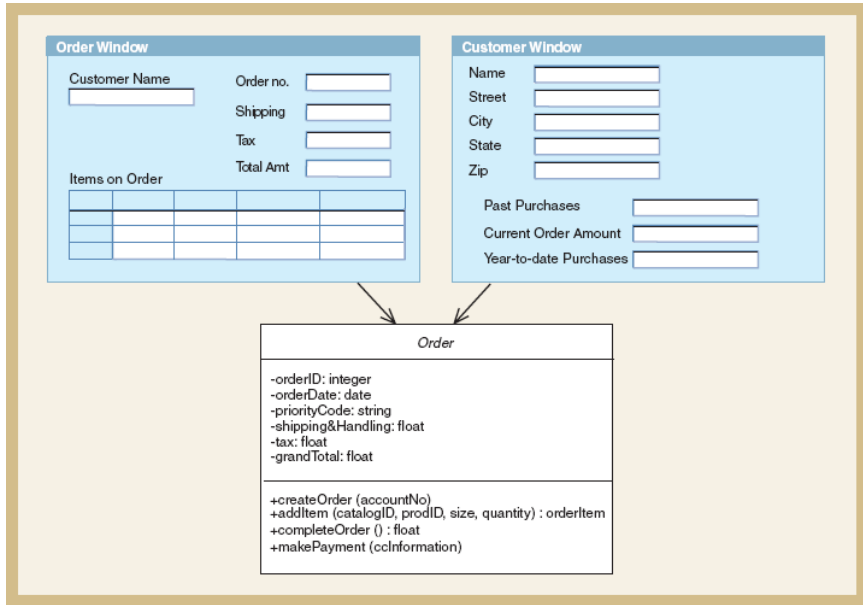 Order Window
Customer Name
Order no.
Shipping
Tax
Total Amt
Items on Order
Customer Window
Name
Street
City
State
Zip
Past Purchases
Current Order Amount
Year-to-date Purchases
Order
-orderID: integer
-orderDate: date
-priorityCode: string
-shipping&Handling: float
-tax: float
-grandTotal: float
+createOrder (accountNo)
+addItem (catalogID, prodID, size, quantity) : orderItem
+completeOrder () : float
+makePayment (ccInformation)